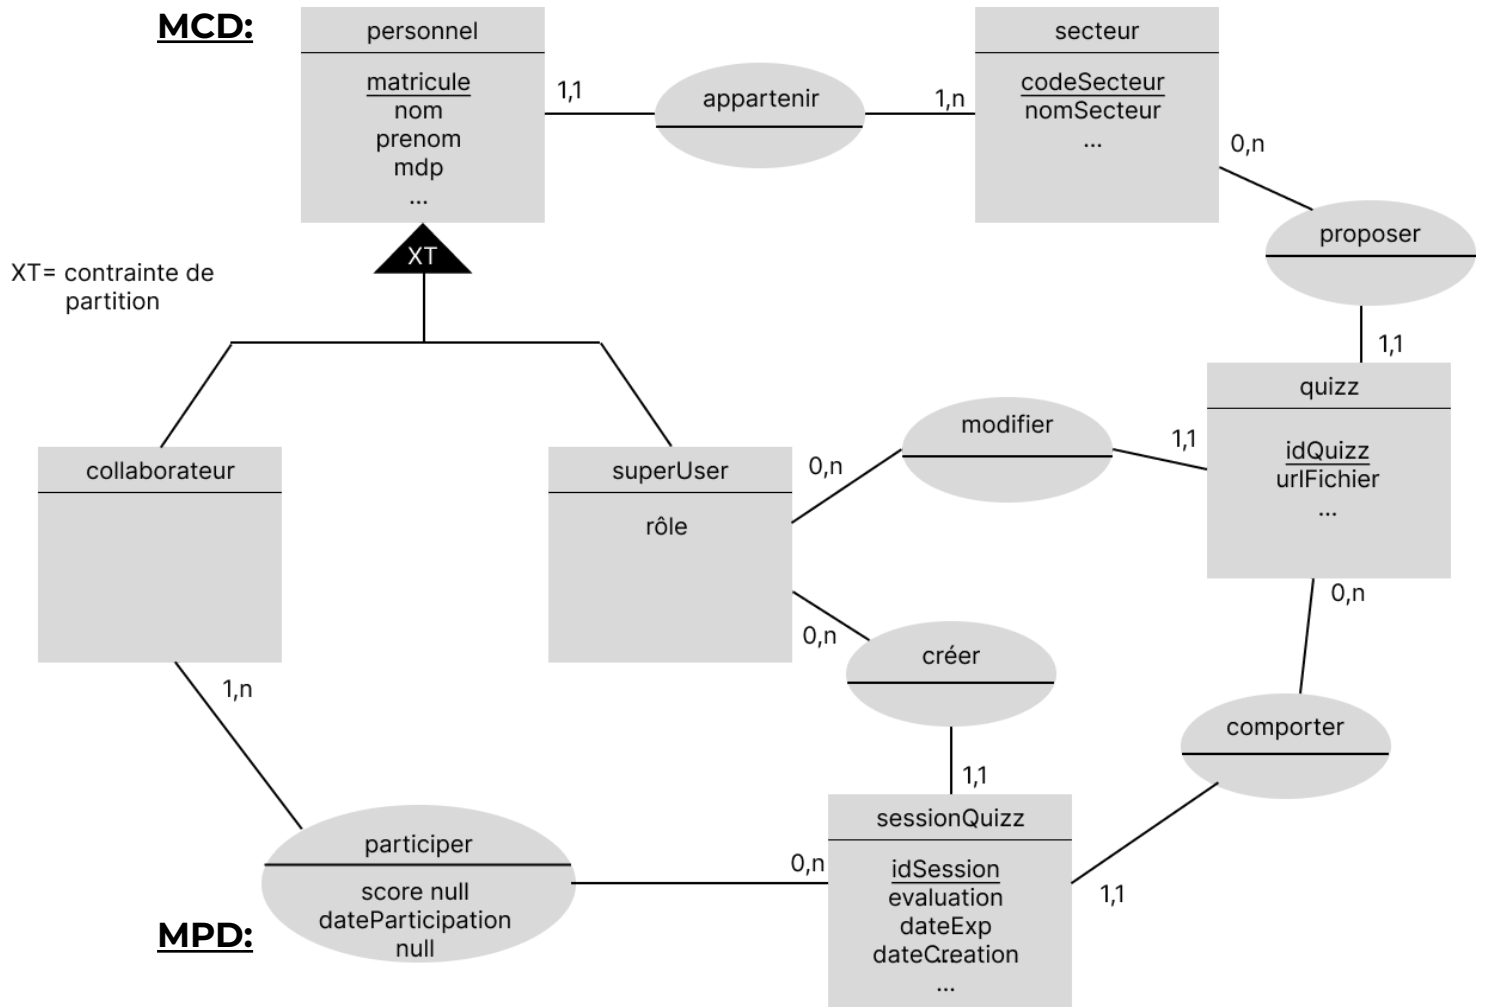 MCD:
personnel
matricule
nom
prenom
mdp
...
1,1
appartenir
1,n
secteur
codeSecteur
nomSecteur
...
0,n
proposer
1,1
XT
XT= contrainte de
partition
collaborateur
superUser
rôle
0,n
modifier
1,1
quizz
idQuizz
urlFichier
...
0,n
0,n
créer
1,1
comporter
1,1
1,n
participer
score null
dateParticipation
null
0,n
sessionQuizz
idSession
evaluation
dateExp
dateCreation
...
...
MPD: